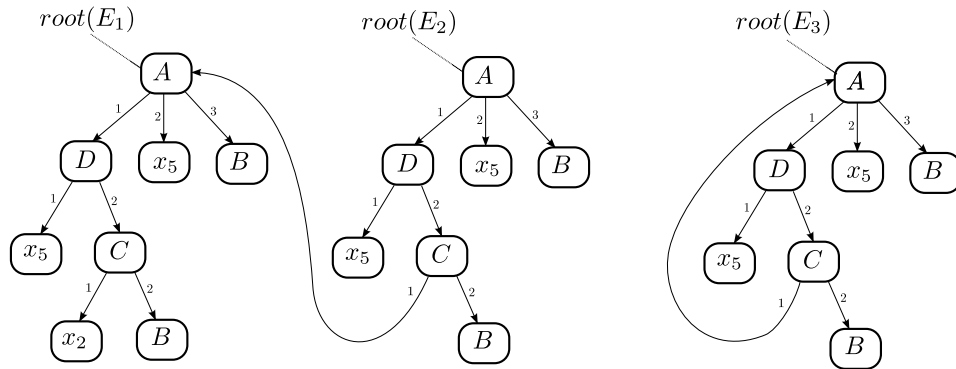 root(E₁) root(E₂) root(E₃)
A A A
1 2 3 1 2 3 1 2 3
D x₅ B D x₅ B D x₅ B
1 2 1 2 1 2
x₅ C x₅ C x₅ C
1 2 1 2 1 2
x₂ B B B